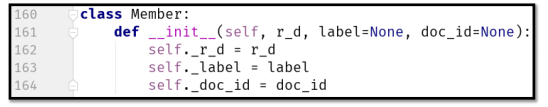 160 class Member:
161     def __init__(self, r_d, label=None, doc_id=None):
162         self._r_d = r_d
163         self._label = label
164         self._doc_id = doc_id